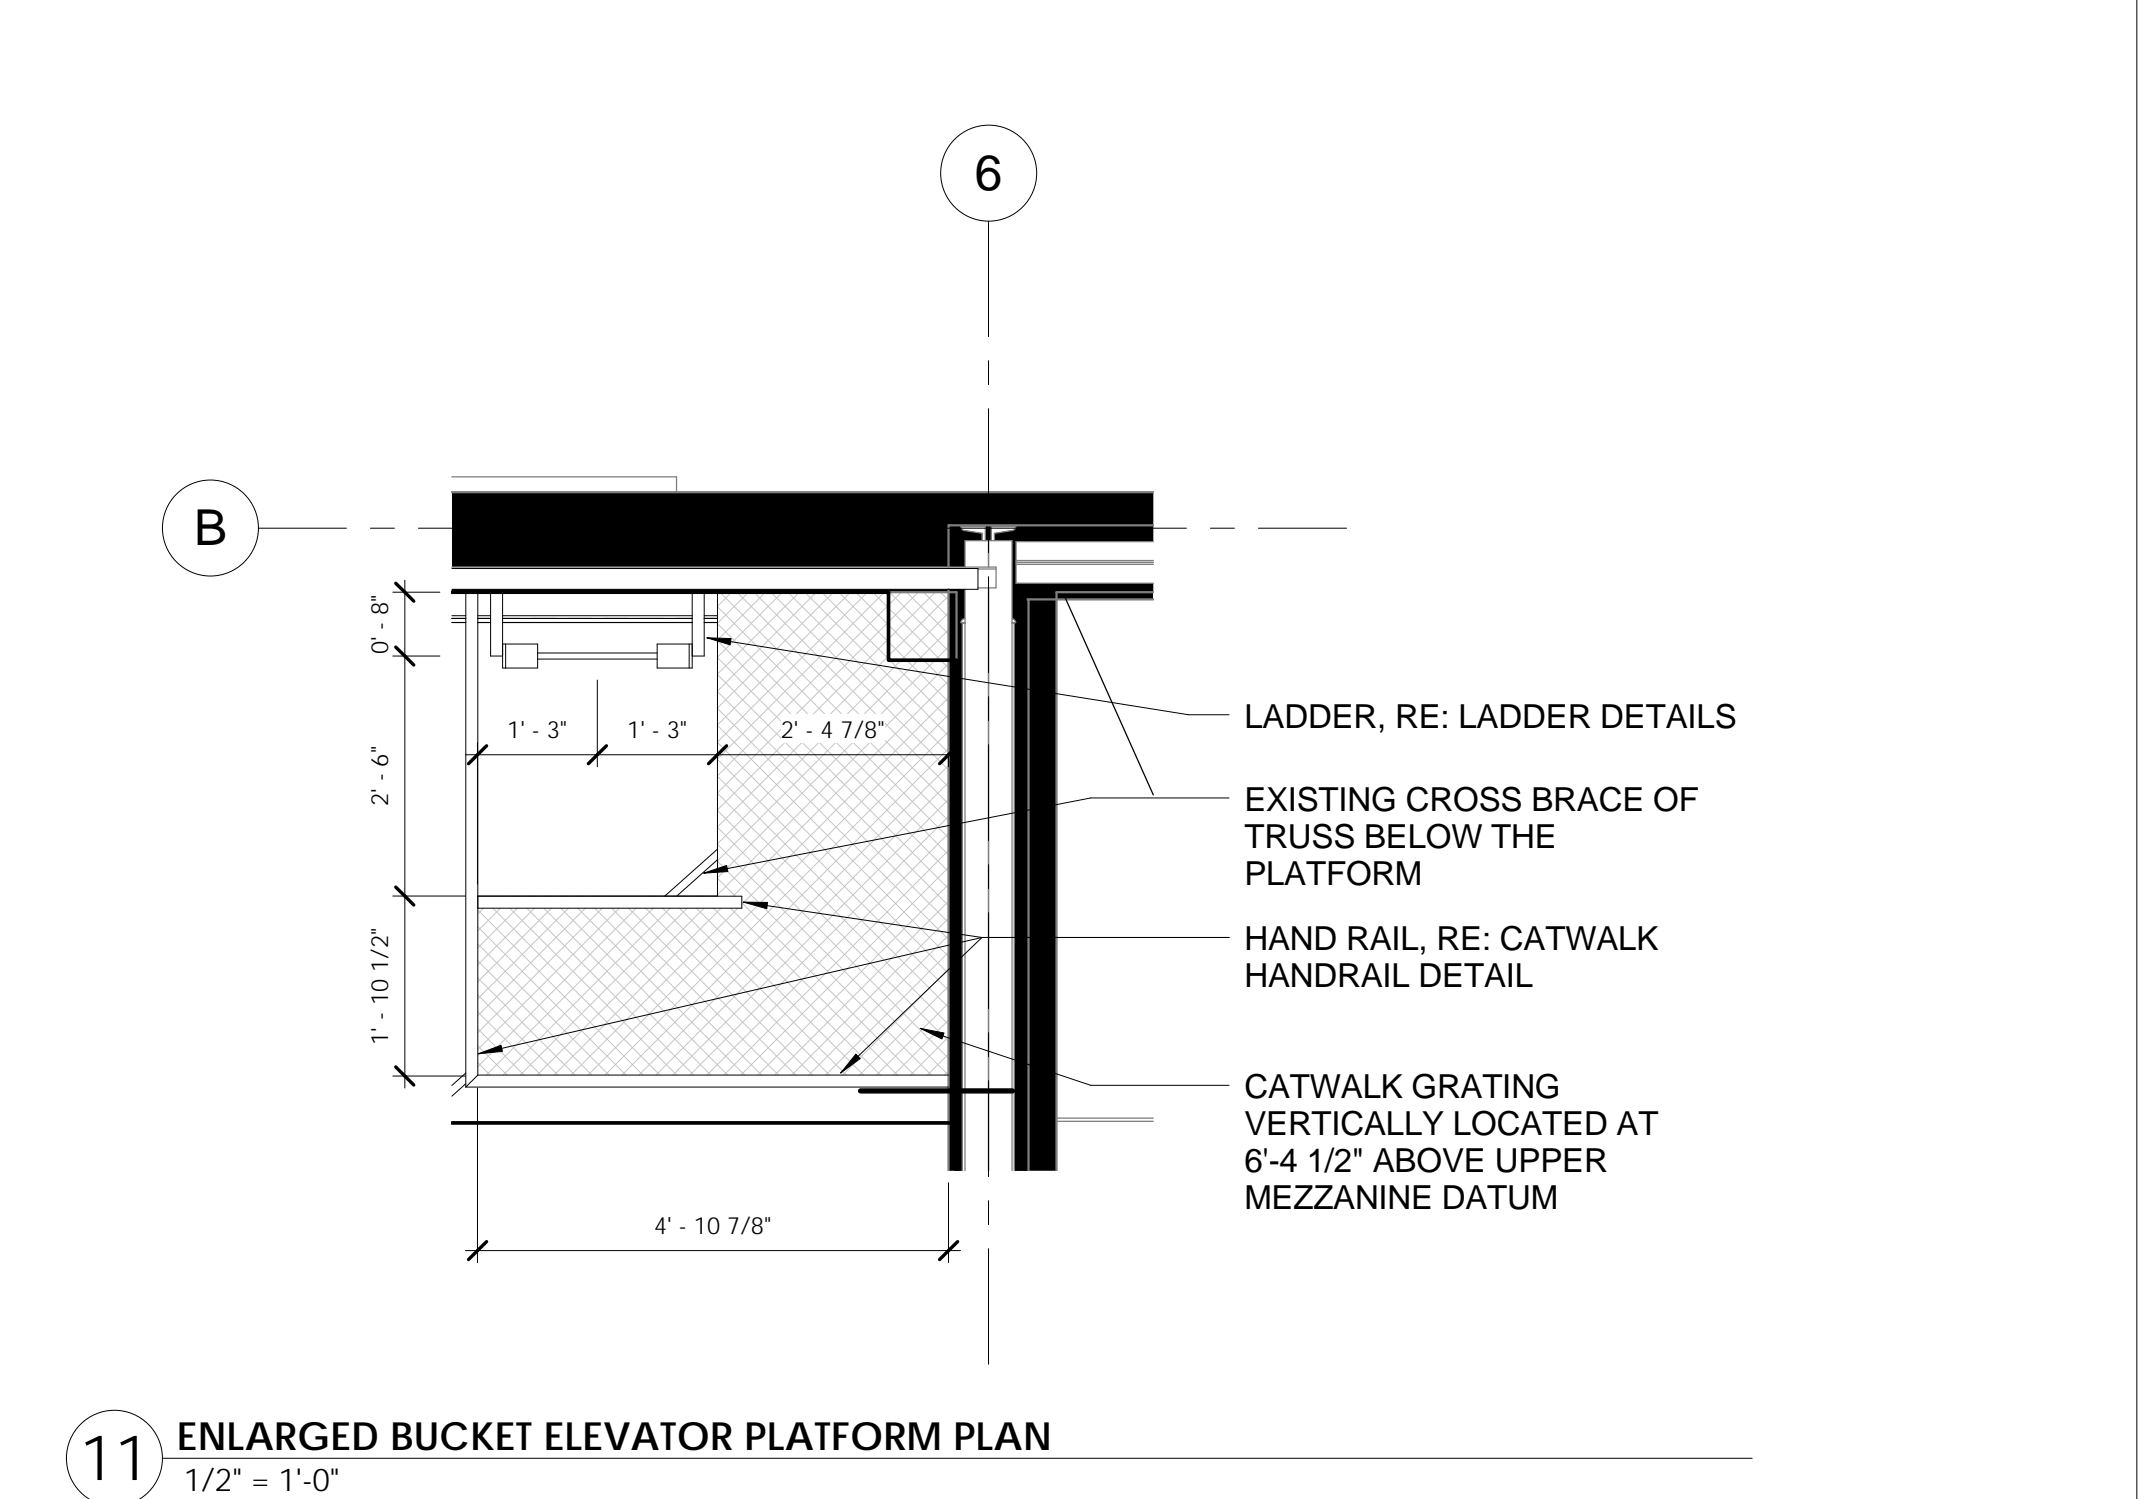 6
B
0' - 8"
1' - 3"
1' - 3"
2' - 4 7/8"
2' - 6"
1' - 10 1/2"
4' - 10 7/8"
LADDER, RE: LADDER DETAILS
EXISTING CROSS BRACE OF
TRUSS BELOW THE
PLATFORM
HAND RAIL, RE: CATWALK
HANDRAIL DETAIL
CATWALK GRATING
VERTICALLY LOCATED AT
6'-4 1/2" ABOVE UPPER
MEZZANINE DATUM
11
ENLARGED BUCKET ELEVATOR PLATFORM PLAN
1/2" = 1'-0"